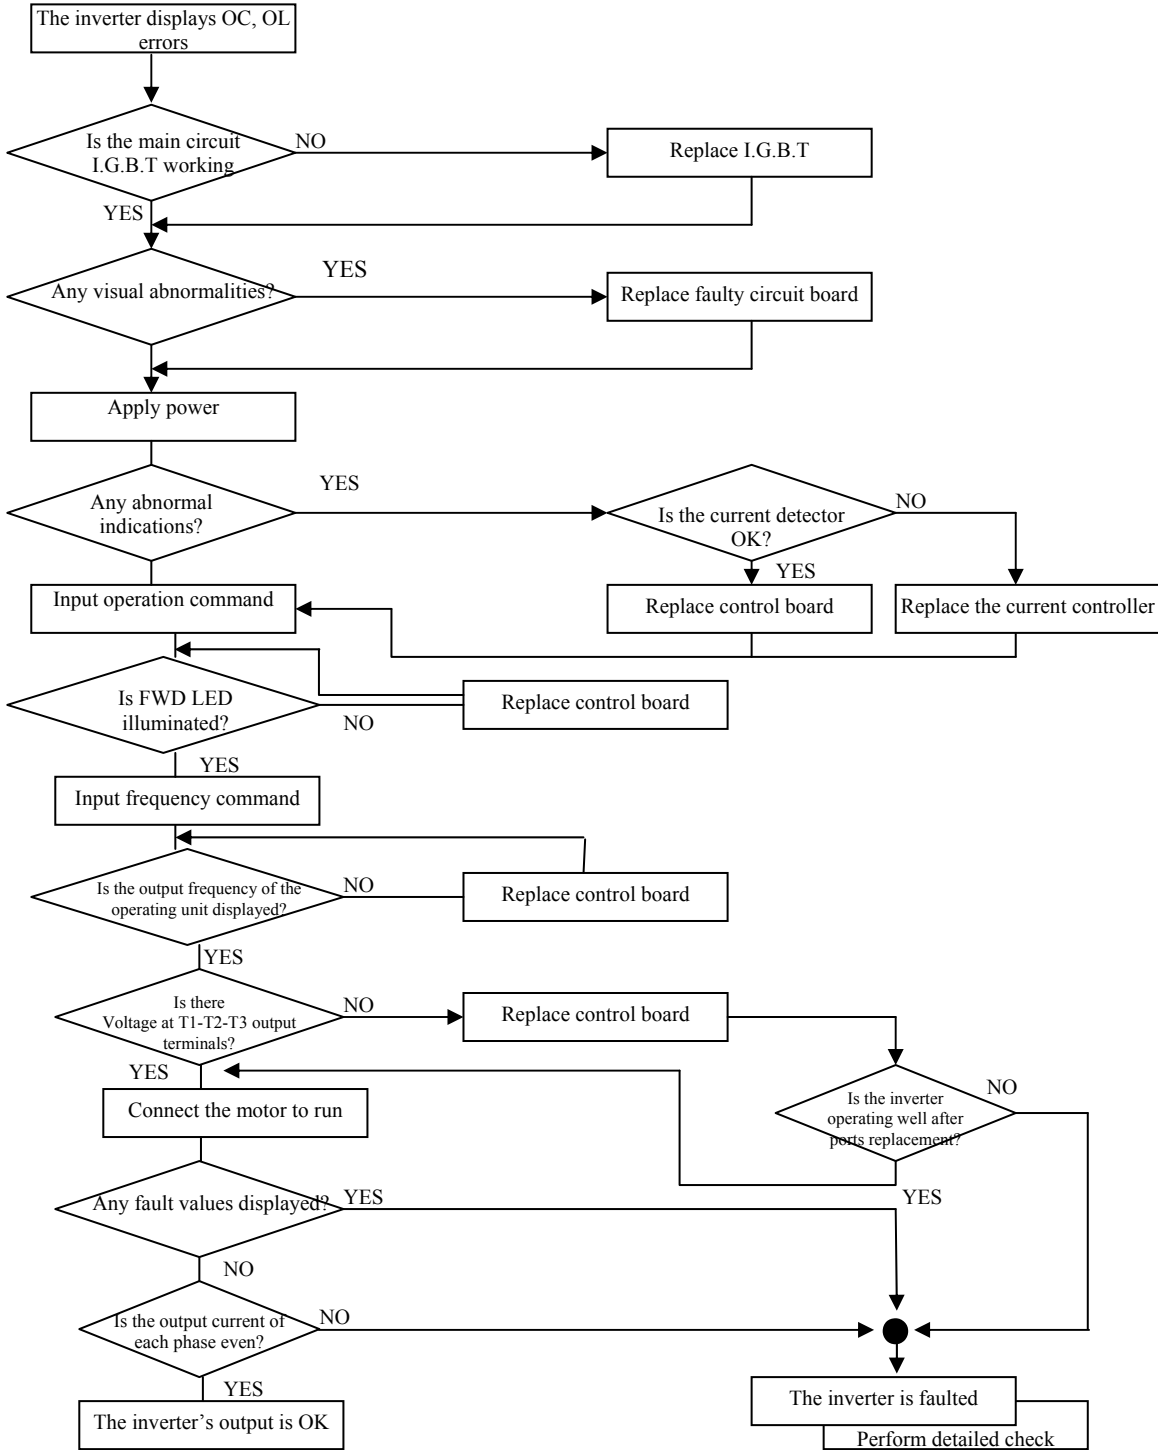 The inverter displays OC, OL
errors
Is the main circuit
I.G.B.T working
NO
Replace I.G.B.T
YES
Any visual abnormalities?
YES
Replace faulty circuit board
Apply power
Any abnormal
indications?
YES
Is the current detector
OK?
NO
YES
Input operation command
Replace control board
Replace the current controller
Is FWD LED
illuminated?
NO
Replace control board
YES
Input frequency command
Is the output frequency of the
operating unit displayed?
NO
Replace control board
YES
Is there
Voltage at T1-T2-T3 output
terminals?
NO
Replace control board
YES
Is the inverter
operating well after
ports replacement?
NO
YES
Connect the motor to run
Any fault values displayed?
YES
NO
Is the output current of
each phase even?
NO
YES
The inverter’s output is OK
The inverter is faulted
Perform detailed check